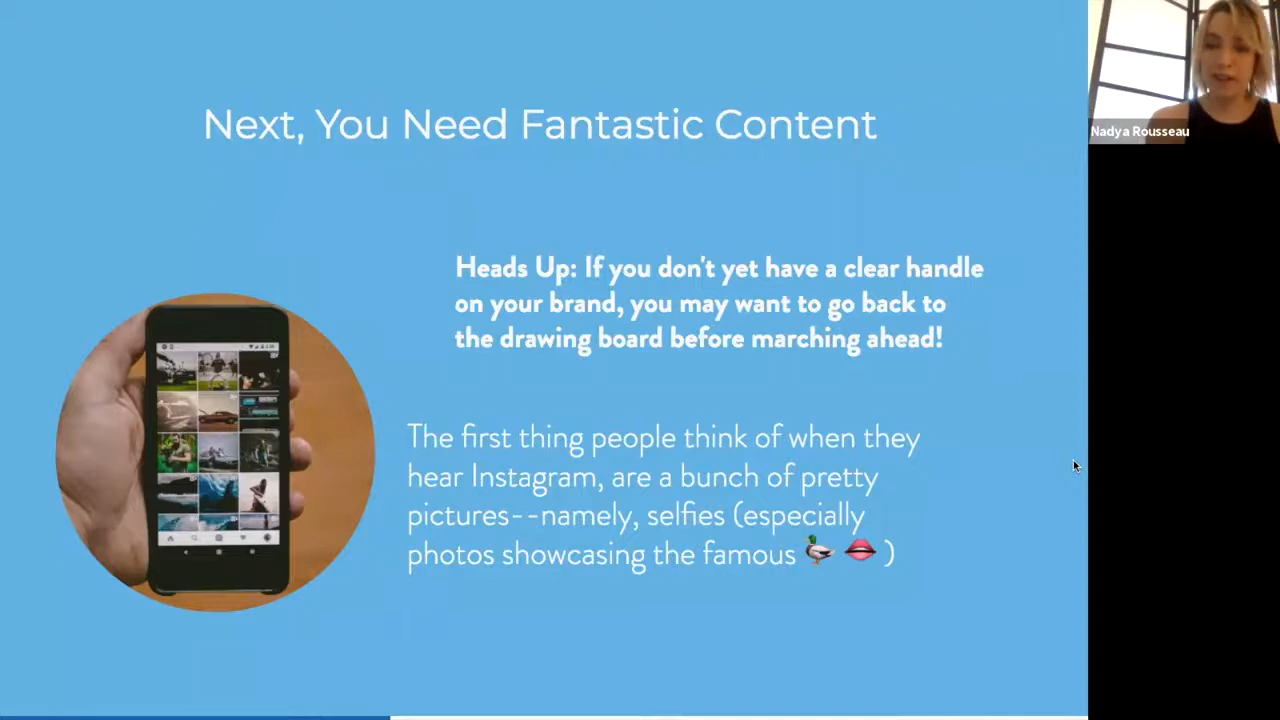 Next, You Need Fantastic Content
Nadya Rousseau
Heads Up: If you don't yet have a clear handle
on your brand, you may want to go back to
the drawing board before marching ahead!
The first thing people think of when they
hear Instagram, are a bunch of pretty
pictures--namely, selfies (especially
photos showcasing the famous 🦆 👄 )